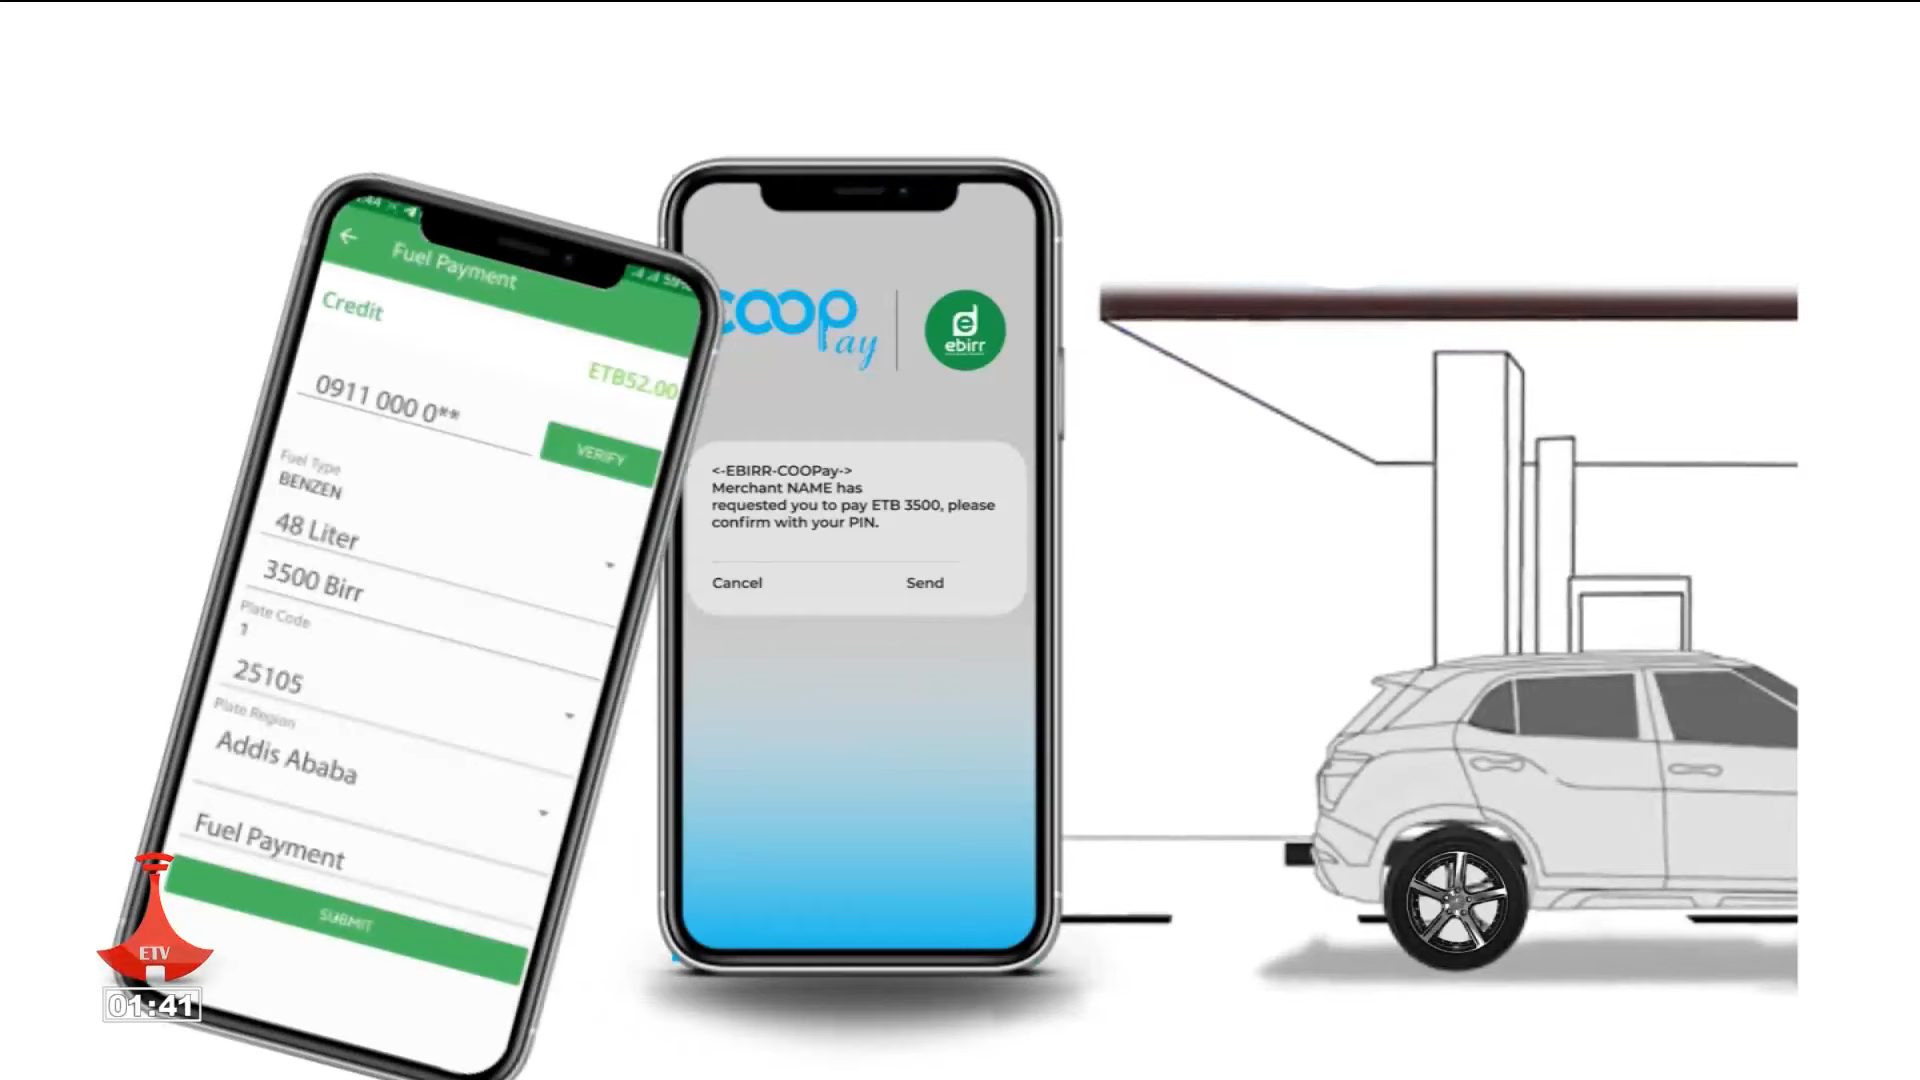 Fuel Payment
Credit
ETB52.00
0911 000 0**
VERIFY
Fuel Type
BENZEN
48 Liter
3500 Birr
Plate Code
1
25105
Plate Region
Addis Ababa
Fuel Payment
SUBMIT
coop
ay
e
ebirr
<-EBIRR-COOPay->
Merchant NAME has
requested you to pay ETB 3500, please
confirm with your PIN.
Cancel Send
ETV
01:41